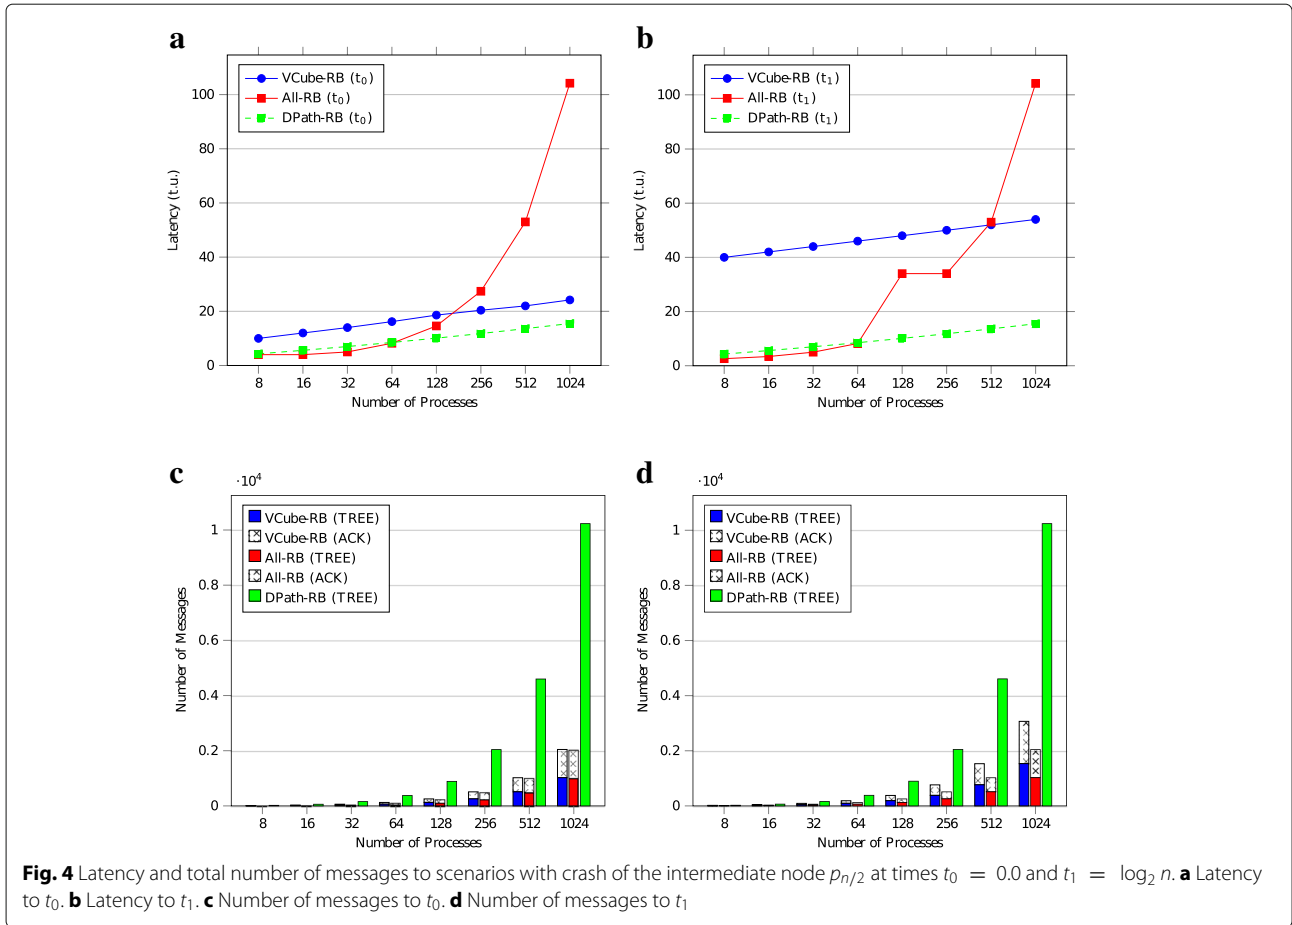 a
VCube-RB (t0)
All-RB (t0)
DPath-RB (t0)
100
80
60
40
20
0
Latency (t.u.)
8 16 32 64 128 256 512 1024
Number of Processes
b
VCube-RB (t1)
All-RB (t1)
DPath-RB (t1)
100
80
60
40
20
0
Latency (t.u.)
8 16 32 64 128 256 512 1024
Number of Processes
c
·10⁴
VCube-RB (TREE)
VCube-RB (ACK)
All-RB (TREE)
All-RB (ACK)
DPath-RB (TREE)
1
0.8
0.6
0.4
0.2
0
Number of Messages
8 16 32 64 128 256 512 1024
Number of Processes
d
·10⁴
VCube-RB (TREE)
VCube-RB (ACK)
All-RB (TREE)
All-RB (ACK)
DPath-RB (TREE)
1
0.8
0.6
0.4
0.2
0
Number of Messages
8 16 32 64 128 256 512 1024
Number of Processes
Fig. 4 Latency and total number of messages to scenarios with crash of the intermediate node pn/2 at times t0 = 0.0 and t1 = log2 n. a Latency
to t0. b Latency to t1. c Number of messages to t0. d Number of messages to t1